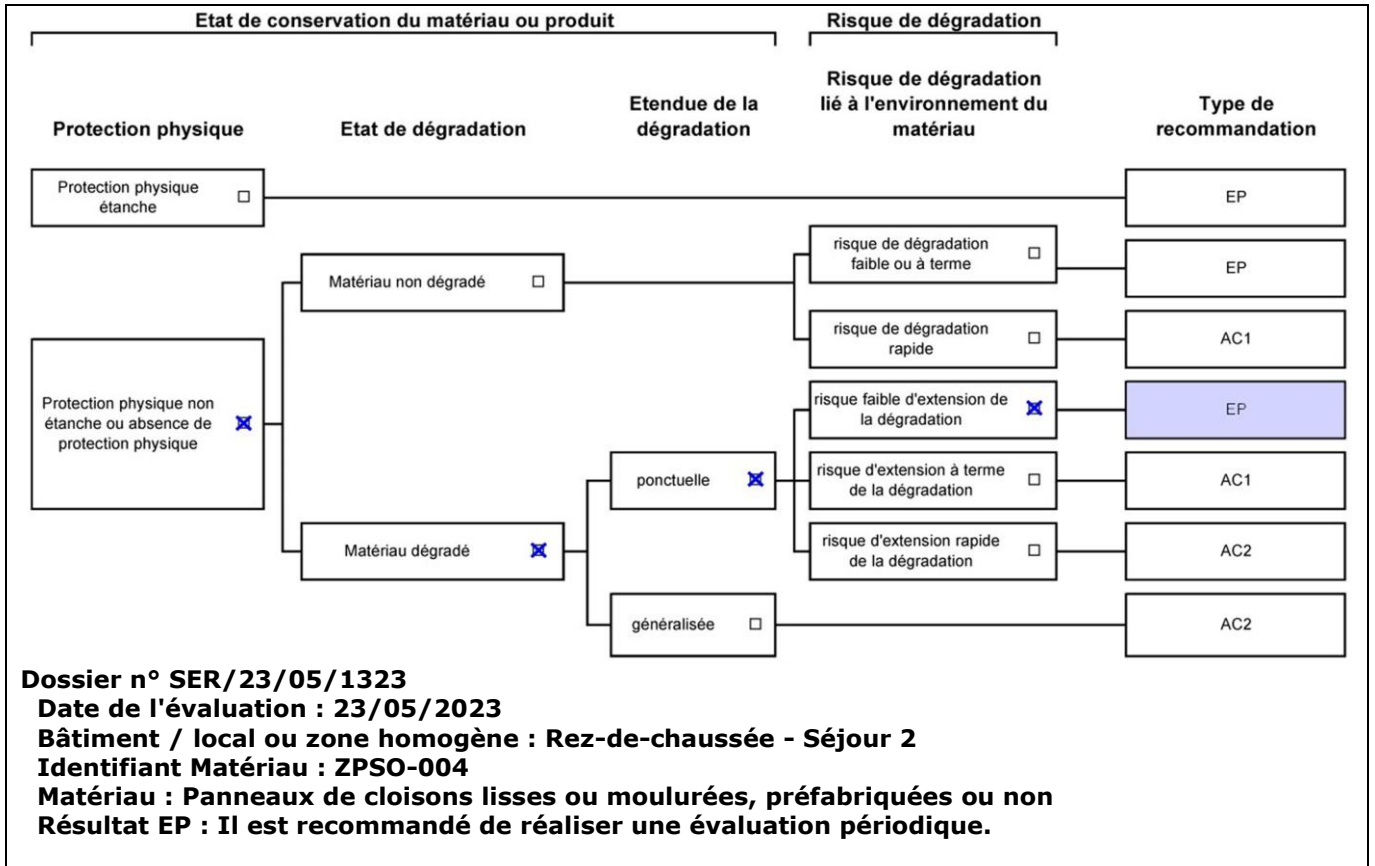 Etat de conservation du matériau ou produit
Risque de dégradation
Protection physique
Etat de dégradation
Etendue de la
dégradation
Risque de dégradation
lié à l'environnement du
matériau
Type de
recommandation
Protection physique
étanche
EP
risque de dégradation
faible ou à terme
EP
Matériau non dégradé
risque de dégradation
rapide
AC1
Protection physique non
étanche ou absence de
protection physique
risque faible d'extension de
la dégradation
EP
ponctuelle
risque d'extension à terme
de la dégradation
AC1
Matériau dégradé
risque d'extension rapide
de la dégradation
AC2
généralisée
AC2
Dossier n° SER/23/05/1323
Date de l'évaluation : 23/05/2023
Bâtiment / local ou zone homogène : Rez-de-chaussée - Séjour 2
Identifiant Matériau : ZPSO-004
Matériau : Panneaux de cloisons lisses ou moulurées, préfabriquées ou non
Résultat EP : Il est recommandé de réaliser une évaluation périodique.